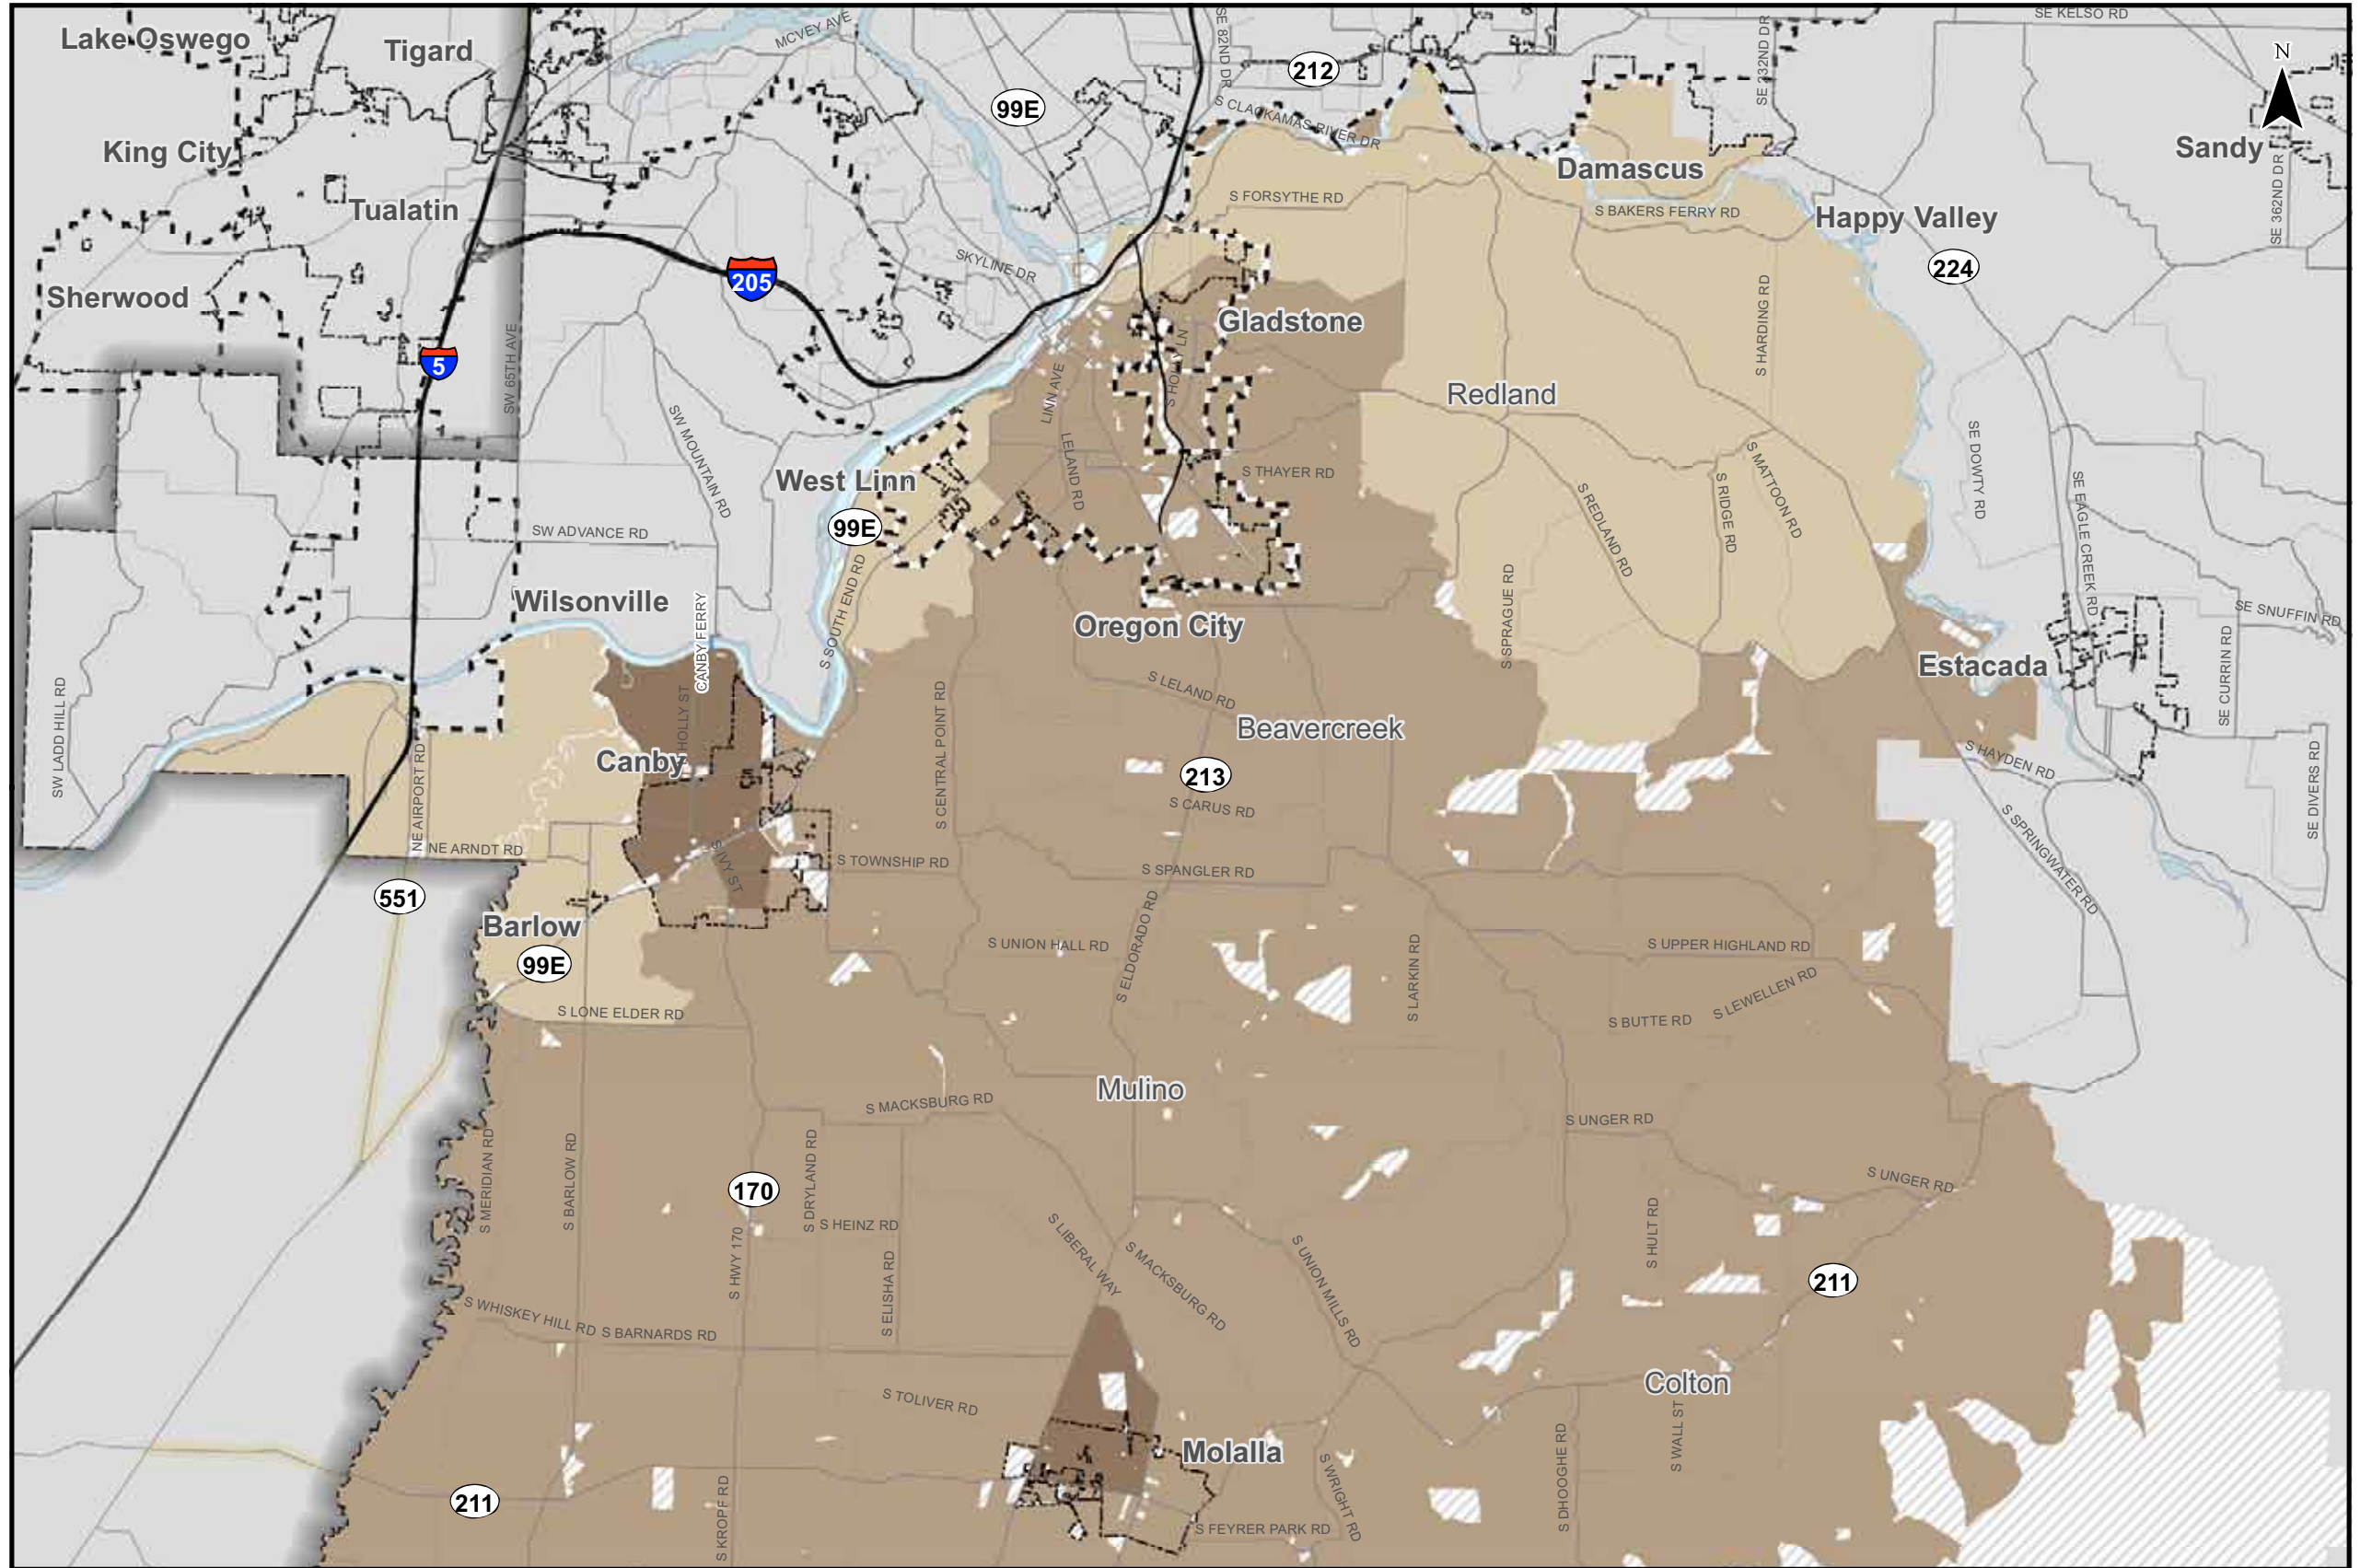 SE KELSO RD
Lake Oswego
Tigard
MCVEY AVE
SE 82ND DR
212
SE 232ND DR
N
99E
S CLACKAMAS RIVER DR
King City
Sandy
Damascus
SE 362ND DR
Tualatin
S FORSYTHE RD
S BAKERS FERRY RD
Happy Valley
SKYLINE DR
224
205
Sherwood
Gladstone
S HARDING RD
5
SW 65TH AVE
S HOLLY LN
LINN AVE
Redland
SW MOUNTAIN RD
LELAND RD
West Linn
S THAYER RD
S REDLAND RD
S RIDGE RD
S MATTOON RD
SE DOWTY RD
SE EAGLE CREEK RD
99E
SW ADVANCE RD
Wilsonville
CANBY FERRY
S SOUTH END RD
Oregon City
S SPRAGUE RD
SE SNUFFIN RD
Estacada
SE CURRIN RD
SW LADD HILL RD
S LELAND RD
N HOLLY ST
S CENTRAL POINT RD
Beavercreek
Canby
213
S HAYDEN RD
SE DIVERS RD
NE AIRPORT RD
S CARUS RD
S SPRINGWATER RD
NE ARNDT RD
S IVY ST
S TOWNSHIP RD
S SPANGLER RD
551
Barlow
S ELDORADO RD
S UNION HALL RD
S LARKIN RD
S UPPER HIGHLAND RD
99E
S LONE ELDER RD
S BUTTE RD
S LEWELLEN RD
Mulino
S MACKSBURG RD
S UNGER RD
S MERIDIAN RD
S BARLOW RD
S DRYLAND RD
170
S UNGER RD
S HEINZ RD
S HWY 170
S ELISHA RD
S LIBERAL WAY
S MACKSBURG RD
S UNION MILLS RD
S HULT RD
211
S WHISKEY HILL RD
S BARNARDS RD
S TOLIVER RD
Colton
S WALL ST
Molalla
S DHOOGHE RD
211
S KROPF RD
S WRIGHT RD
S FEYRER PARK RD